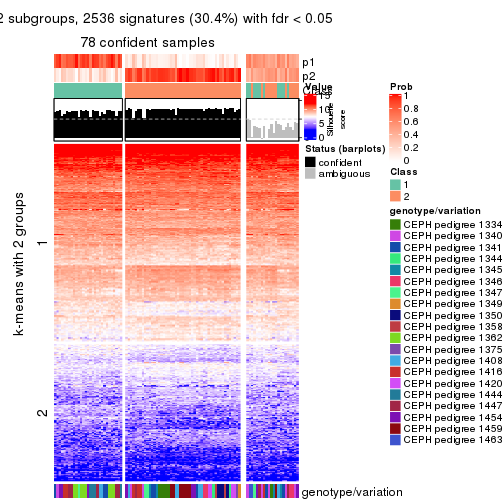 2 subgroups, 2536 signatures (30.4%) with fdr < 0.05
78 confident samples
p1
p2
Class
Value
15
10
5
0
Silhouette
score
Status (barplots)
confident
ambiguous
Prob
1
0.8
0.6
0.4
0.2
0
Class
1
2
genotype/variation
CEPH pedigree 1334
CEPH pedigree 1340
CEPH pedigree 1341
CEPH pedigree 1344
CEPH pedigree 1345
CEPH pedigree 1346
CEPH pedigree 1347
CEPH pedigree 1349
CEPH pedigree 1350
CEPH pedigree 1358
CEPH pedigree 1362
CEPH pedigree 1375
CEPH pedigree 1408
CEPH pedigree 1416
CEPH pedigree 1420
CEPH pedigree 1444
CEPH pedigree 1447
CEPH pedigree 1454
CEPH pedigree 1459
CEPH pedigree 1463
k-means with 2 groups
1
2
genotype/variation